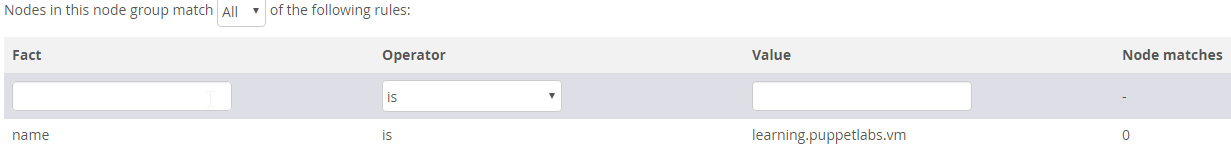 Nodes in this node group match All of the following rules:
Fact Operator Value Node matches
is -
name is learning.puppetlabs.vm 0